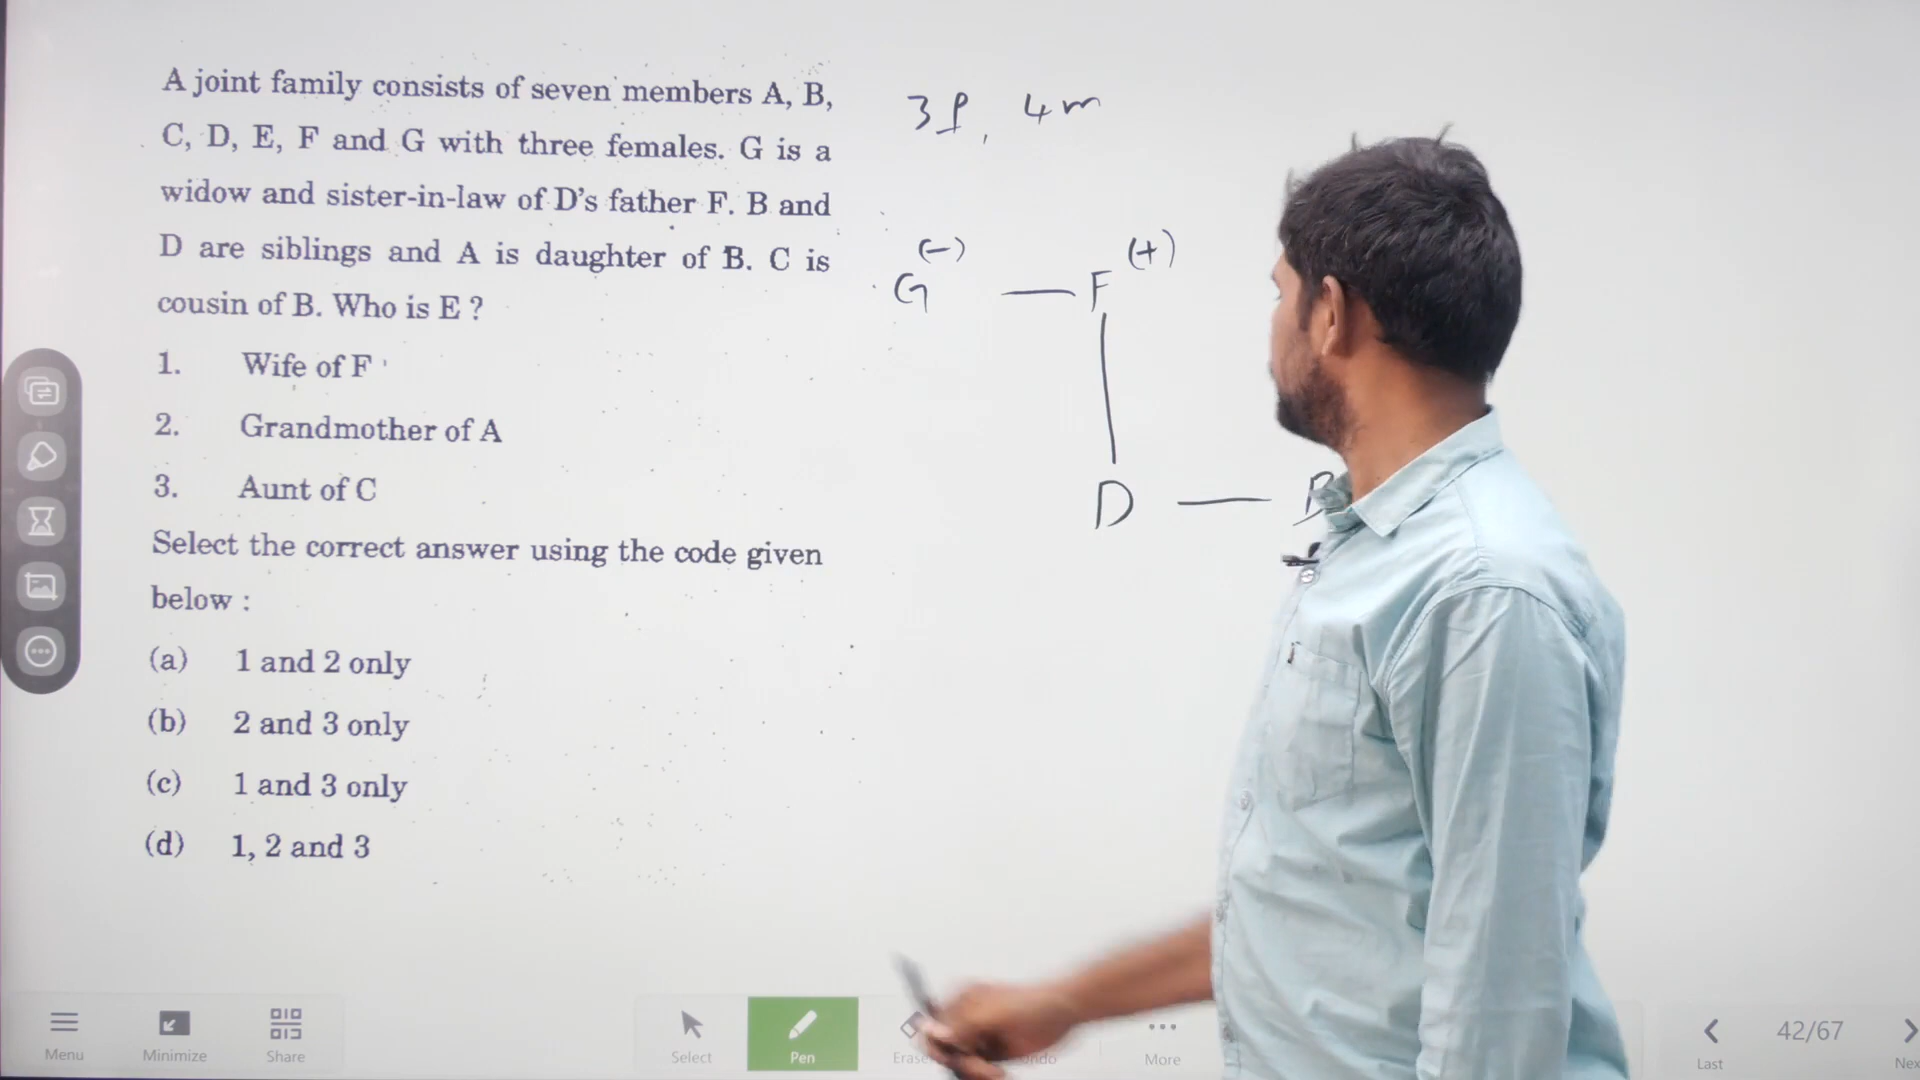 A joint family consists of seven members A, B,
C, D, E, F and G with three females. G is a
widow and sister-in-law of D's father F. B and
D are siblings and A is daughter of B. C is
cousin of B. Who is E ?
1. Wife of F
2. Grandmother of A
3. Aunt of C
Select the correct answer using the code given
below :
(a) 1 and 2 only
(b) 2 and 3 only
(c) 1 and 3 only
(d) 1, 2 and 3
3f, 4m
(-) (+)
G — F
D —
Menu
Minimize
Share
Select
Pen
More
Last
42/67